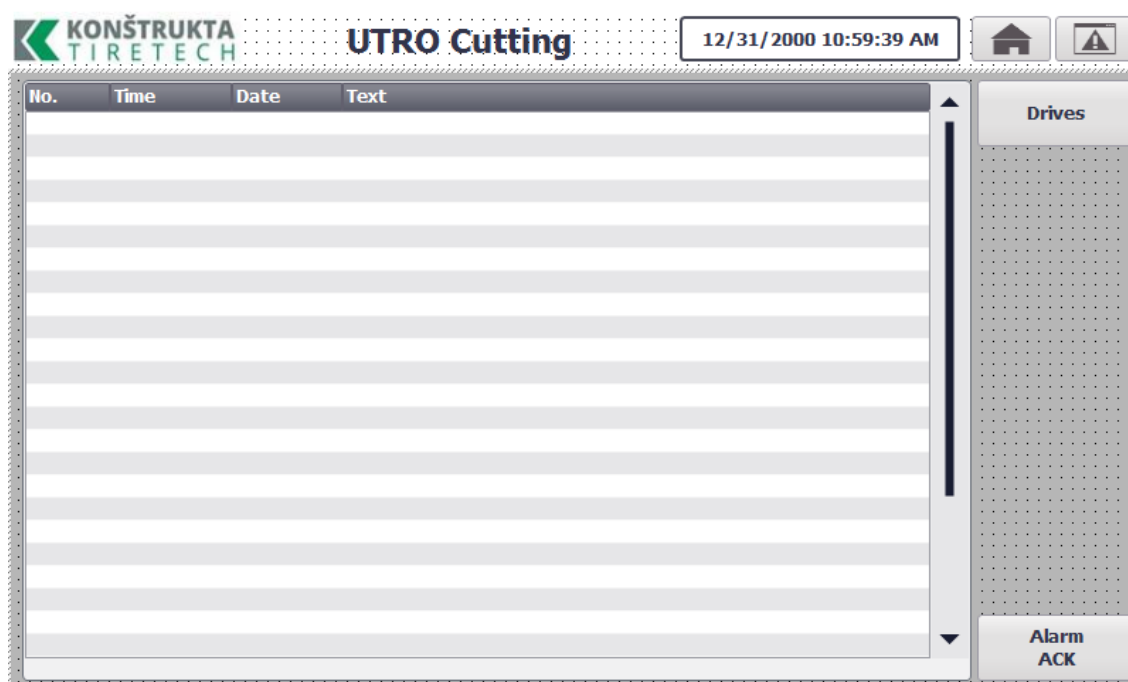 KONŠTRUKTA
TIRETECH
UTRO Cutting
12/31/2000 10:59:39 AM
No. Time Date Text
Drives
Alarm
ACK